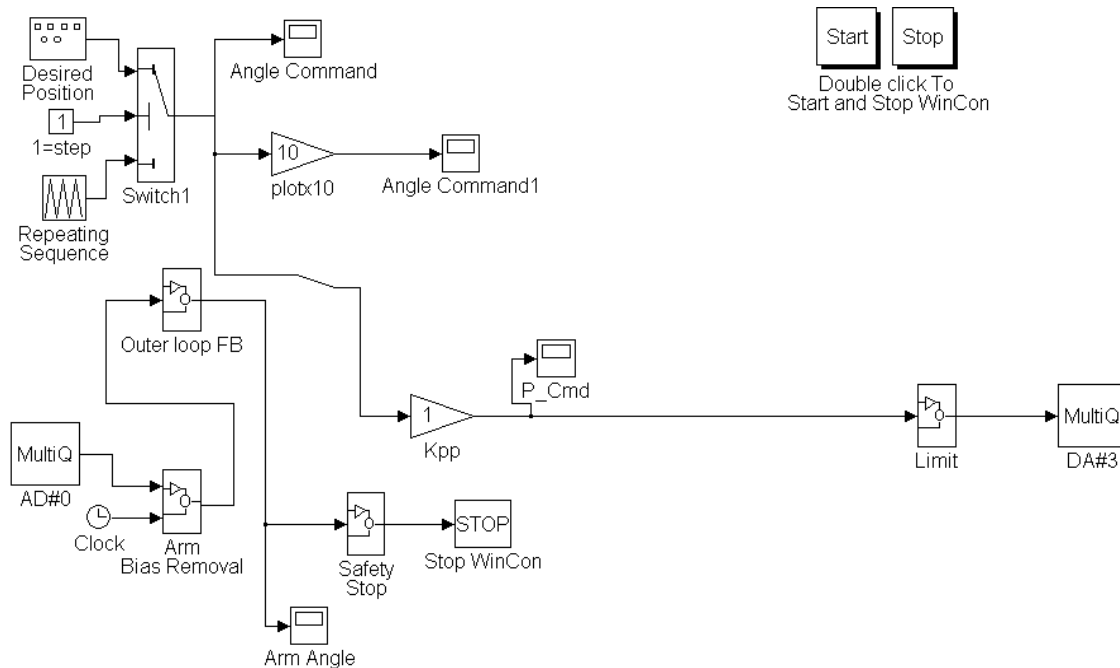 Desired
Position
1
1=step
Repeating
Sequence
Switch1
Angle Command
10
plotx10
Angle Command1
Start
Stop
Double click To
Start and Stop WinCon
Outer loop FB
P_Cmd
1
Kpp
Limit
MultiQ
DA#3
MultiQ
AD#0
Clock
Arm
Bias Removal
Safety
Stop
STOP
Stop WinCon
Arm Angle